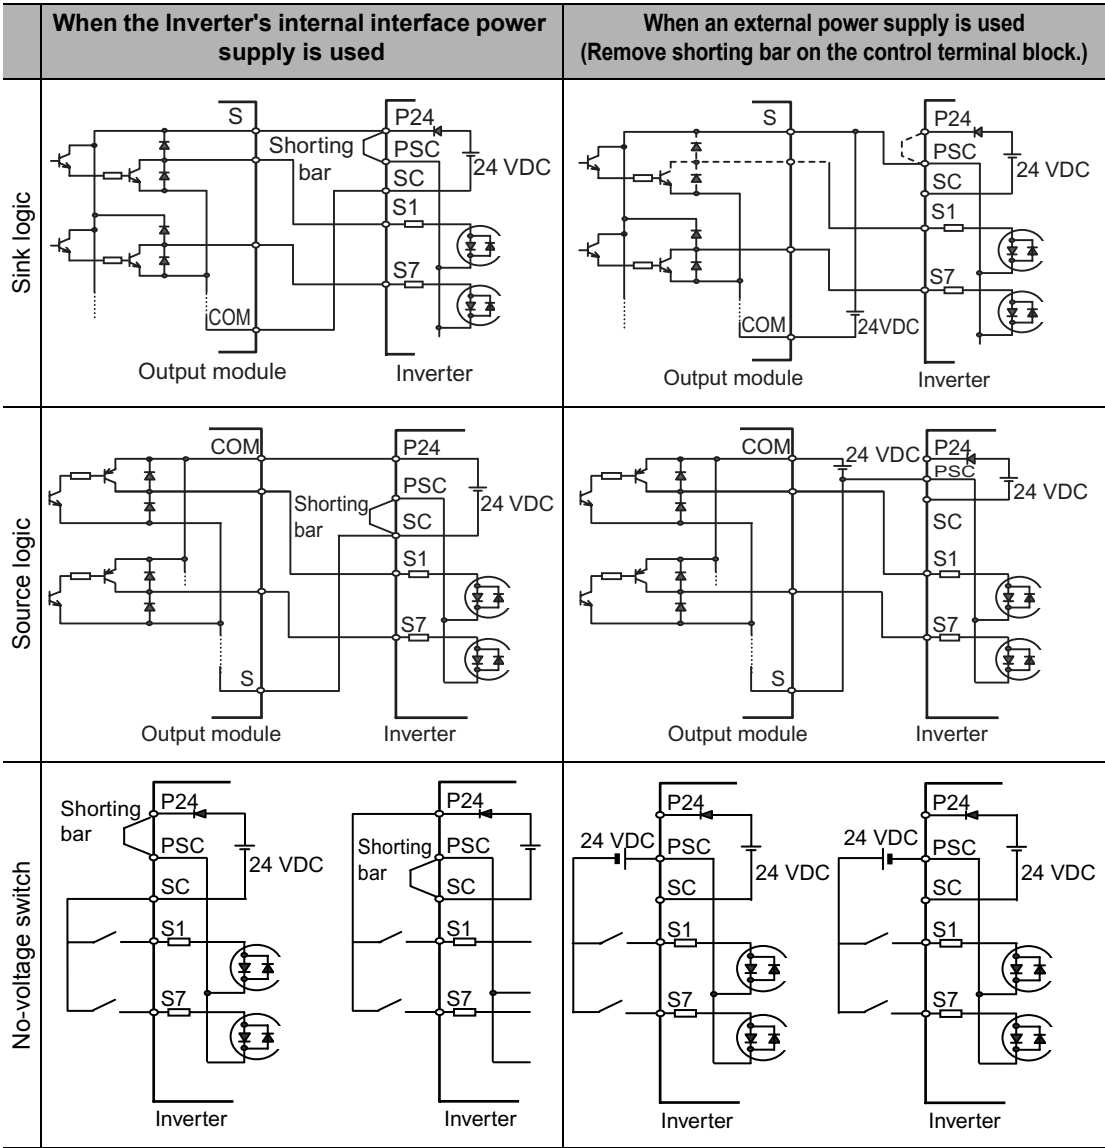 When the Inverter's internal interface power
supply is used
When an external power supply is used
(Remove shorting bar on the control terminal block.)
Sink logic
S
P24
Shorting
bar
PSC
24 VDC
SC
S1
S7
COM
Output module
Inverter
S
P24
PSC
24 VDC
SC
S1
S7
COM
24VDC
Output module
Inverter
Source logic
COM
P24
PSC
Shorting
bar
24 VDC
SC
S1
S7
S
Output module
Inverter
COM
24 VDC
P24
PSC
24 VDC
SC
S1
S7
S
Output module
Inverter
No-voltage switch
Shorting
bar
P24
PSC
24 VDC
SC
S1
S7
Inverter
P24
Shorting
bar
PSC
SC
S1
S7
Inverter
P24
24 VDC
PSC
24 VDC
SC
S1
S7
Inverter
P24
24 VDC
PSC
24 VDC
SC
S1
S7
Inverter